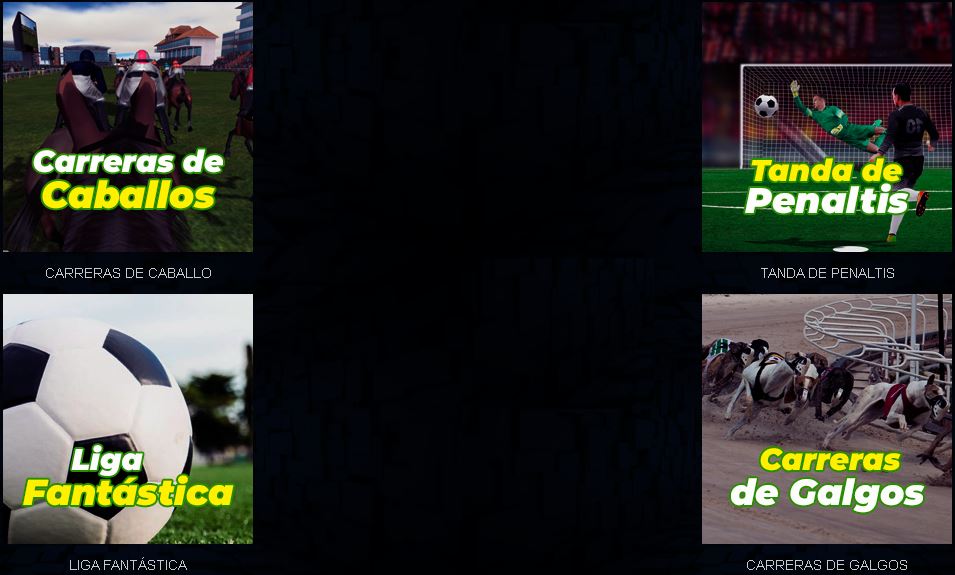 Carreras de
Caballos
CARRERAS DE CABALLO
Tanda de
Penaltis
TANDA DE PENALTIS
Liga
Fantástica
LIGA FANTÁSTICA
Carreras
de Galgos
CARRERAS DE GALGOS